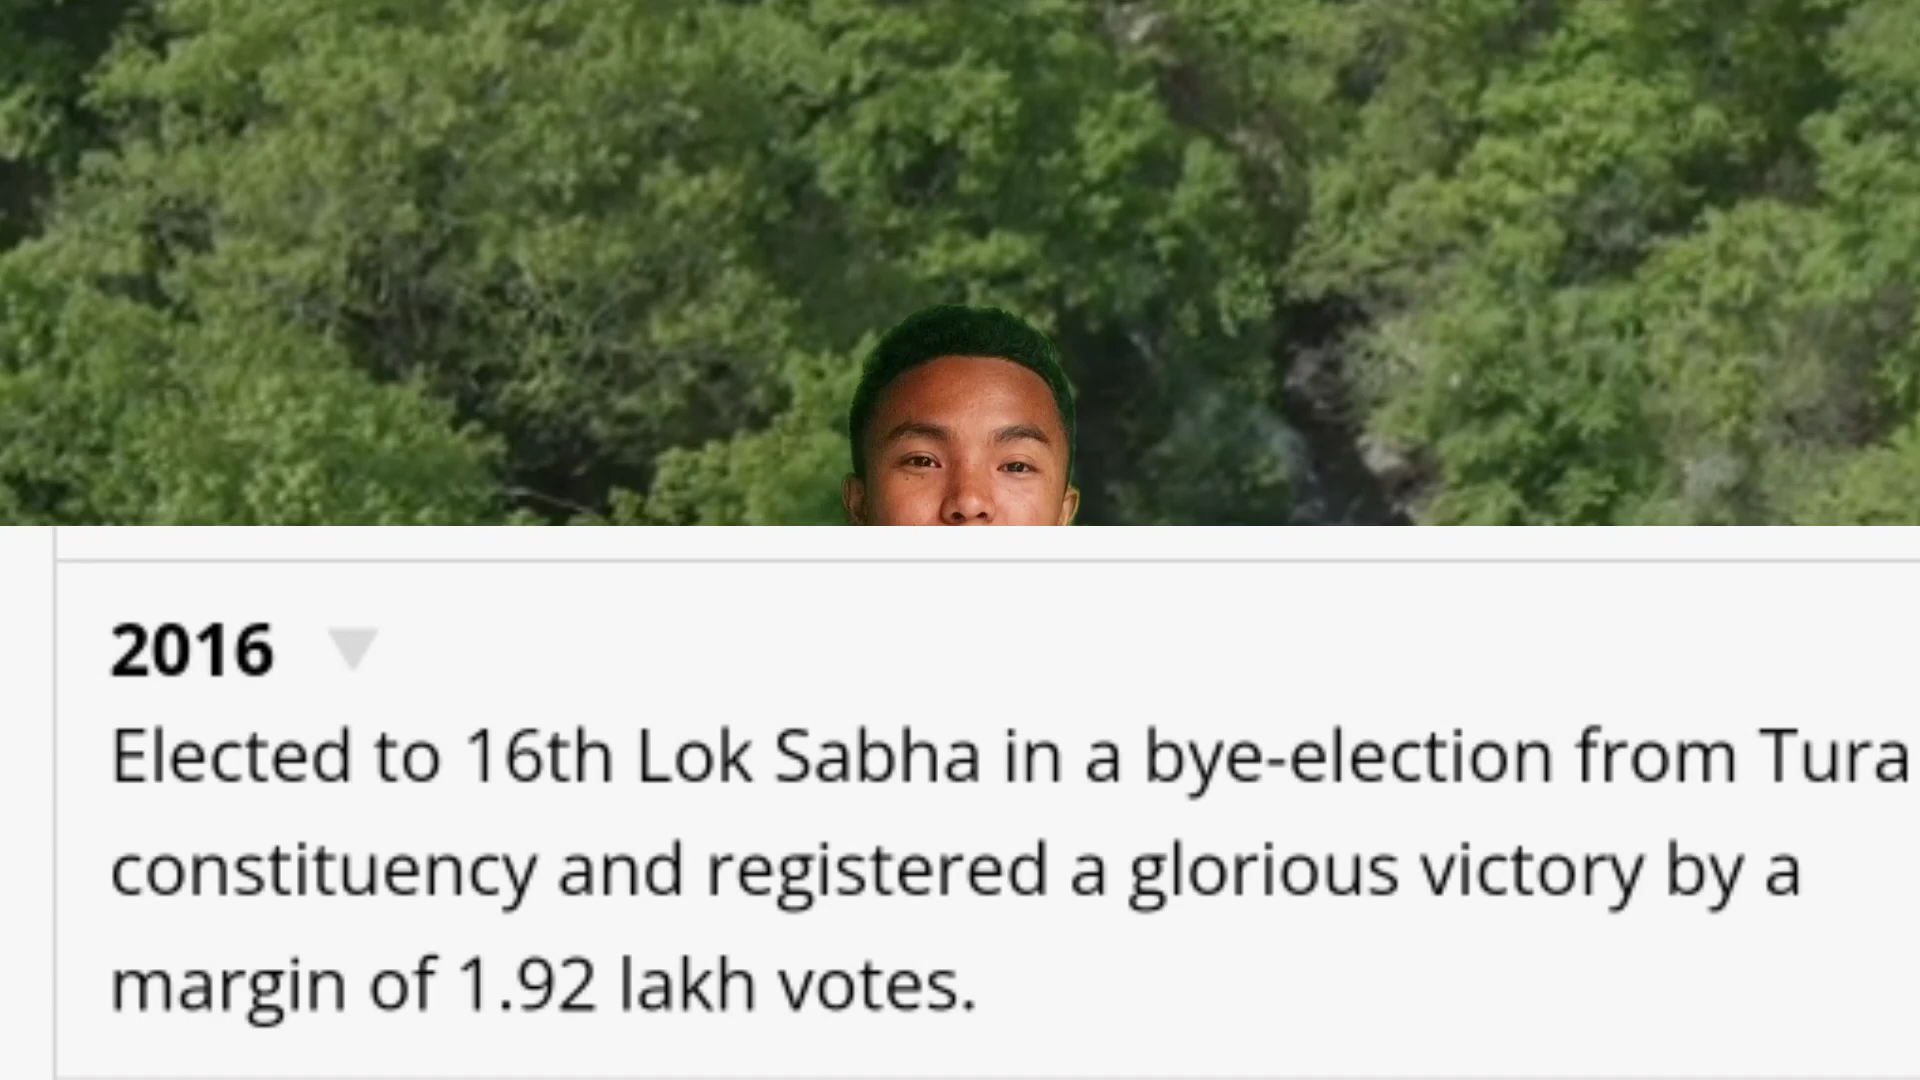 2016
Elected to 16th Lok Sabha in a bye-election from Tura
constituency and registered a glorious victory by a
margin of 1.92 lakh votes.